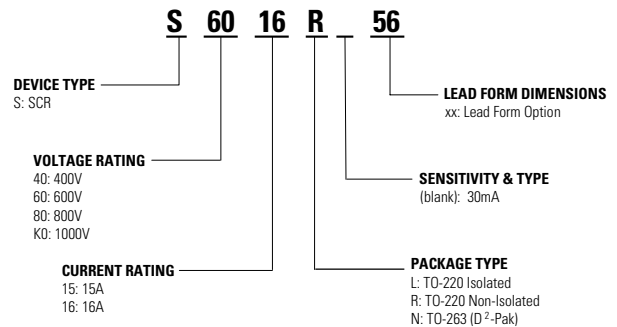 S 60 16 R _ 56
DEVICE TYPE
S: SCR
VOLTAGE RATING
40: 400V
60: 600V
80: 800V
K0: 1000V
CURRENT RATING
15: 15A
16: 16A
LEAD FORM DIMENSIONS
xx: Lead Form Option
SENSITIVITY & TYPE
(blank): 30mA
PACKAGE TYPE
L: TO-220 Isolated
R: TO-220 Non-Isolated
N: TO-263 (D²-Pak)